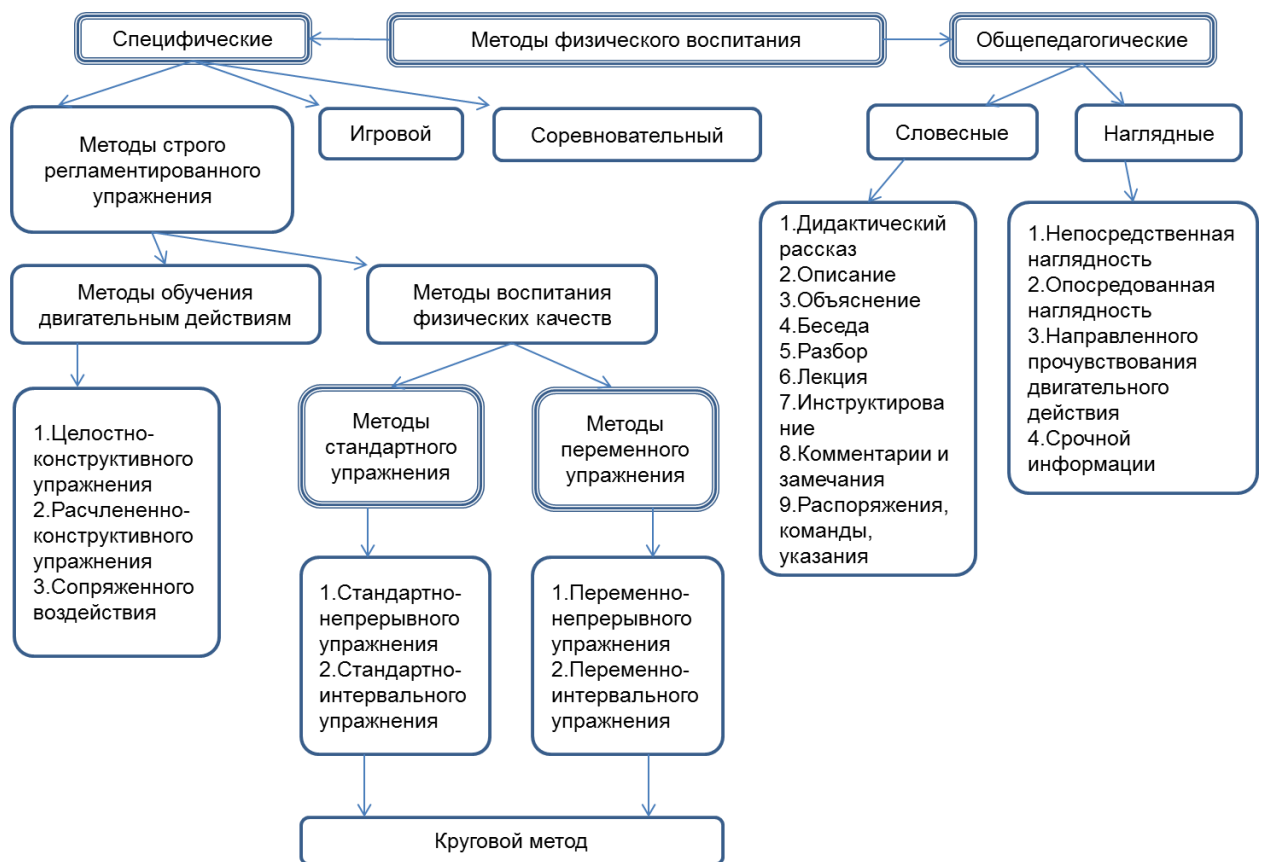 Специфические
Методы физического воспитания
Общепедагогические
Методы строго
регламентированного
упражнения
Игровой
Соревновательный
Словесные
Наглядные
Методы обучения
двигательным действиям
Методы воспитания
физических качеств
1.Дидактический
рассказ
2.Описание
3.Объяснение
4.Беседа
5.Разбор
6.Лекция
7.Инструктирова
ние
8.Комментарии и
замечания
9.Распоряжения,
команды,
указания
1.Непосредственная
наглядность
2.Опосредованная
наглядность
3.Направленного
прочувствования
двигательного
действия
4.Срочной
информации
1.Целостно-
конструктивного
упражнения
2.Расчлененно-
конструктивного
упражнения
3.Сопряженного
воздействия
Методы
стандартного
упражнения
Методы
переменного
упражнения
1.Стандартно-
непрерывного
упражнения
2.Стандартно-
интервального
упражнения
1.Переменно-
непрерывного
упражнения
2.Переменно-
интервального
упражнения
Круговой метод